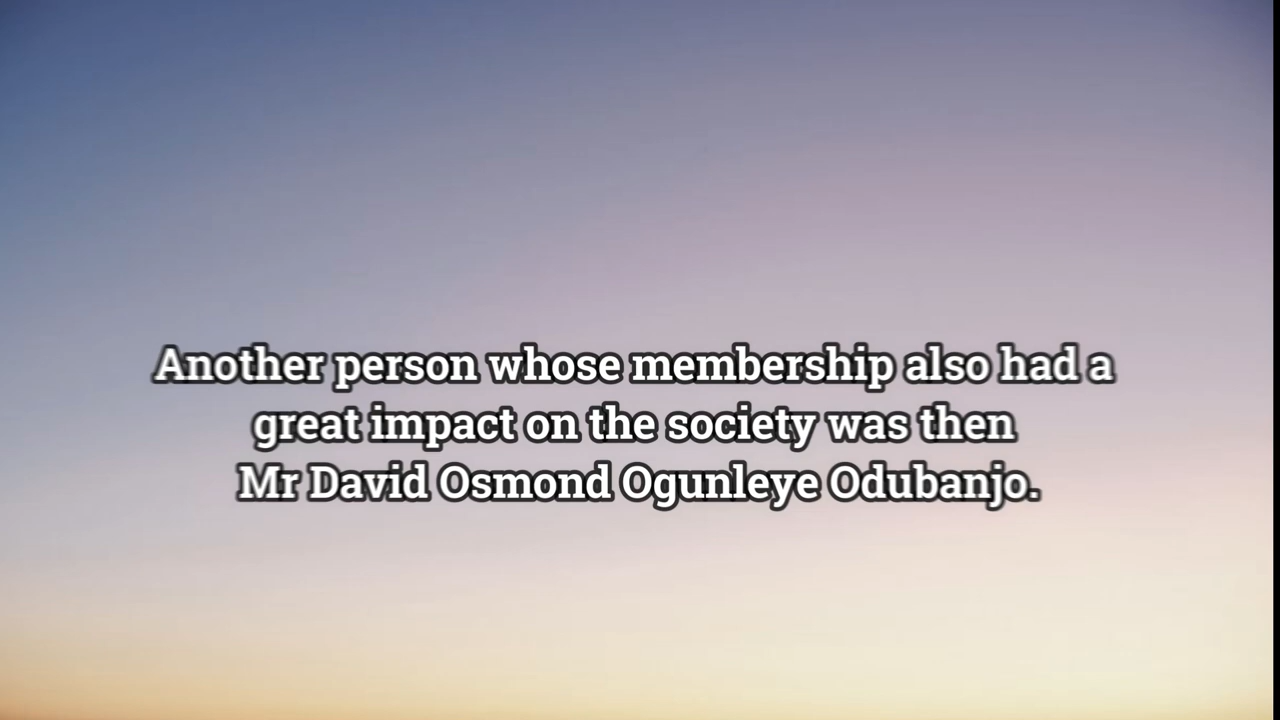 Another person whose membership also had a
great impact on the society was then
Mr David Osmond Ogunleye Odubanjo.